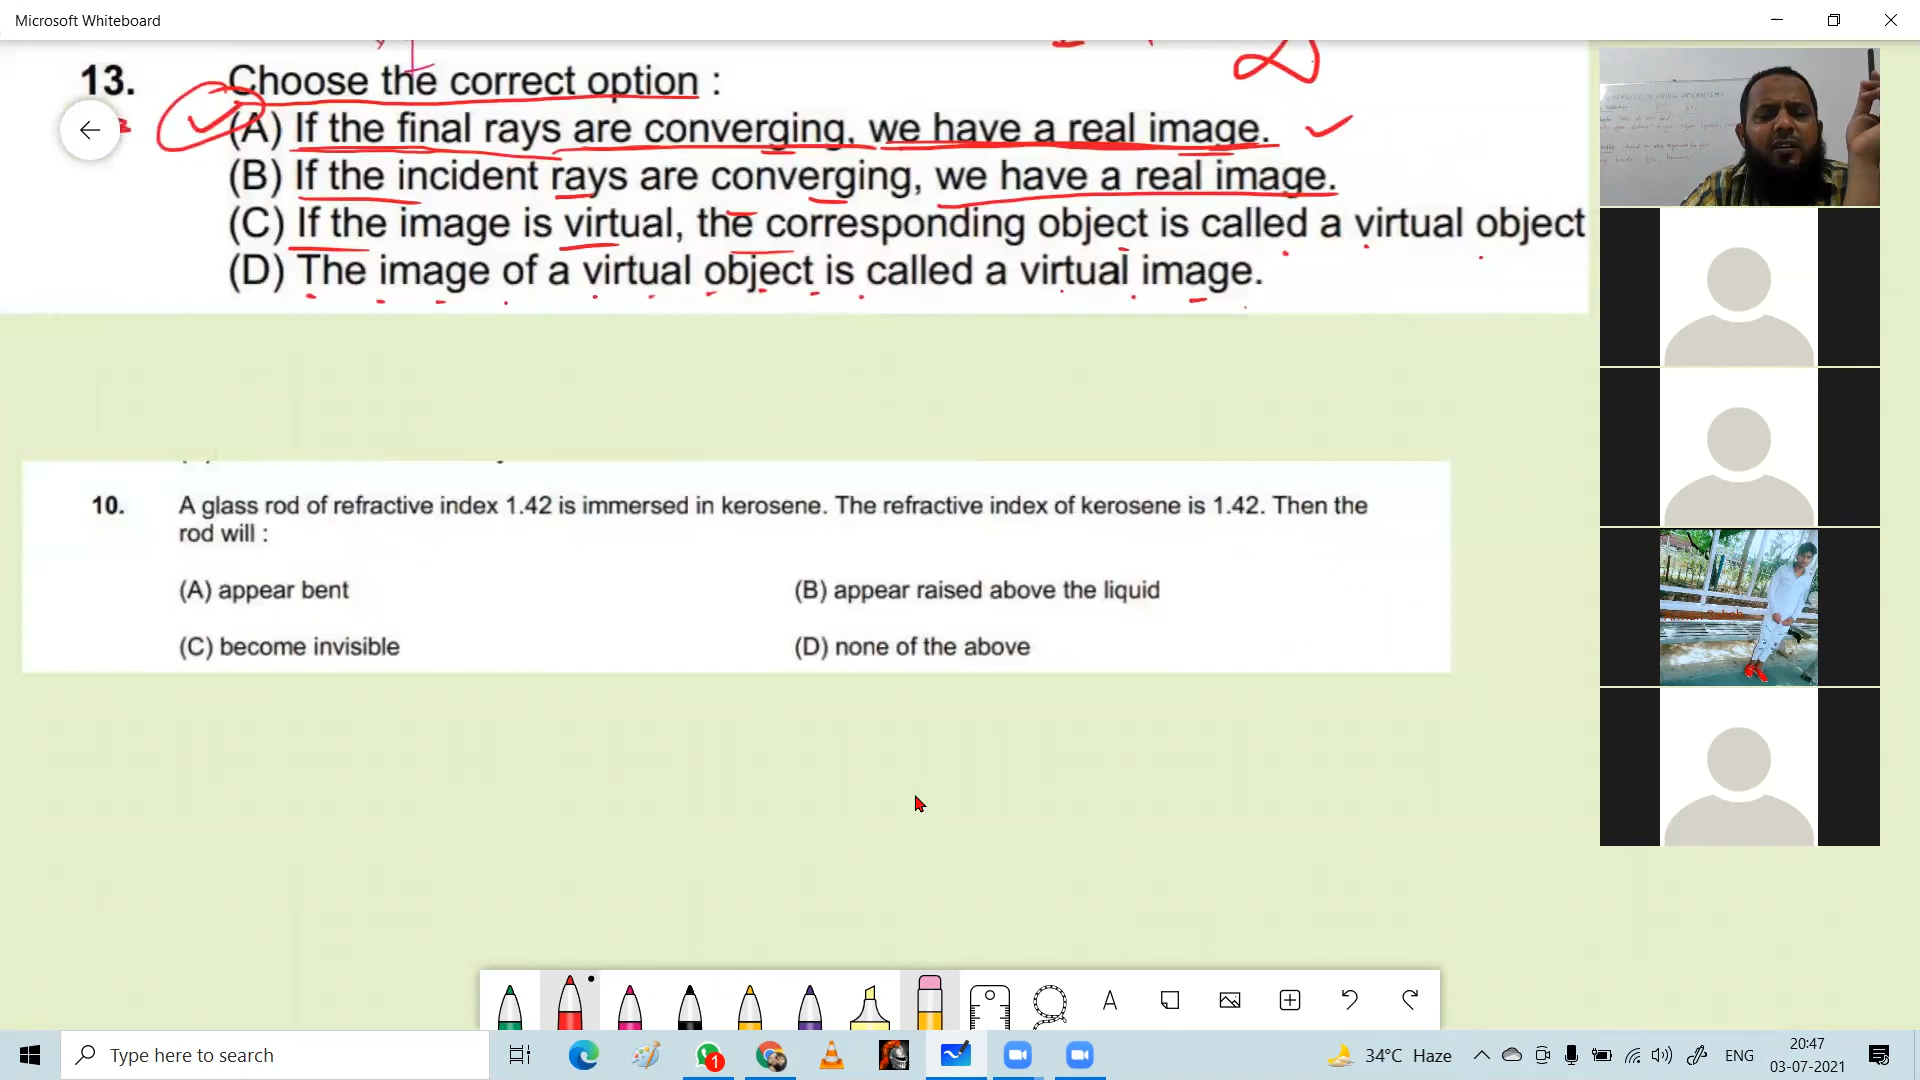 Microsoft Whiteboard
13. Choose the correct option :
(A) If the final rays are converging, we have a real image.
(B) If the incident rays are converging, we have a real image.
(C) If the image is virtual, the corresponding object is called a virtual object
(D) The image of a virtual object is called a virtual image.
10. A glass rod of refractive index 1.42 is immersed in kerosene. The refractive index of kerosene is 1.42. Then the
rod will :
(A) appear bent (B) appear raised above the liquid
(C) become invisible (D) none of the above
A
Type here to search
1
34°C Haze
ENG
20:47
03-07-2021